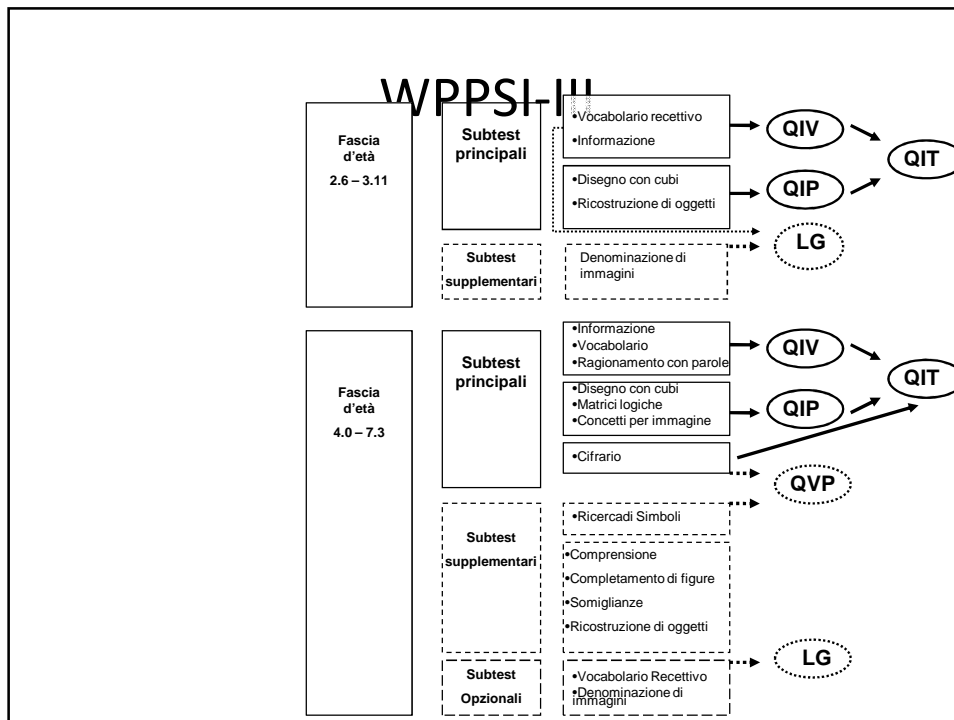 WPPSI-III
Fascia
d'età
2.6 – 3.11
Subtest
principali
•Vocabolario recettivo
•Informazione
QIV
•Disegno con cubi
•Ricostruzione di oggetti
QIP
QIT
LG
Subtest
supplementari
Denominazione di
immagini
Fascia
d'età
4.0 – 7.3
Subtest
principali
•Informazione
•Vocabolario
•Ragionamento con parole
QIV
•Disegno con cubi
•Matrici logiche
•Concetti per immagine
QIP
QIT
•Cifrario
QVP
Subtest
supplementari
•Ricercadi Simboli
•Comprensione
•Completamento di figure
•Somiglianze
•Ricostruzione di oggetti
LG
Subtest
Opzionali
•Vocabolario Recettivo
•Denominazione di
immagini